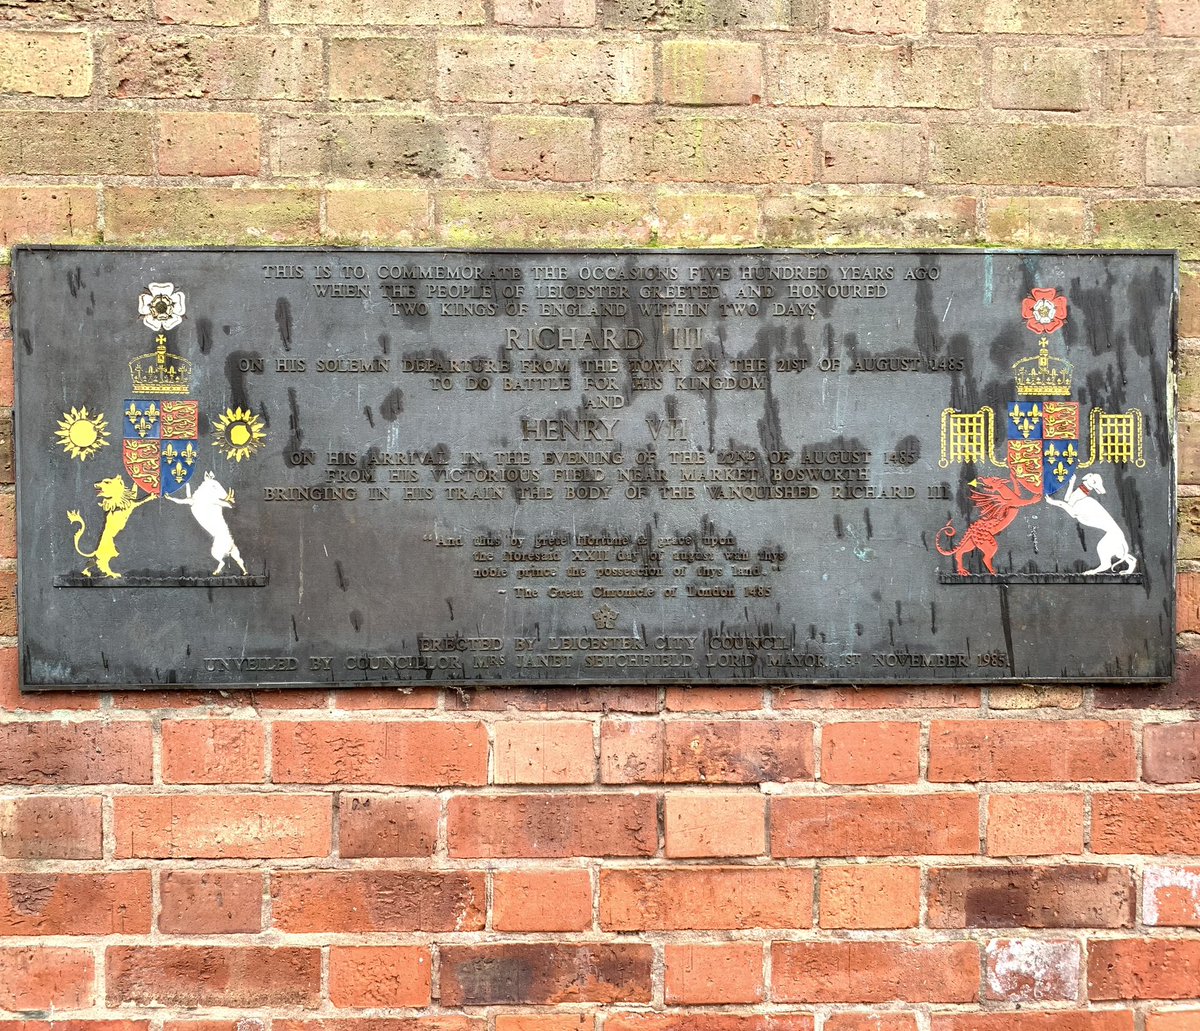 THIS IS TO COMMEMORATE THE OCCASIONS FIVE HUNDRED YEARS AGO
WHEN THE PEOPLE OF LEICESTER GREETED AND HONOURED
TWO KINGS OF ENGLAND WITHIN TWO DAYS
RICHARD III
ON HIS SOLEMN DEPARTURE FROM THE TOWN ON THE 21ST OF AUGUST 1485
TO DO BATTLE FOR HIS KINGDOM
AND
HENRY VII
ON HIS ARRIVAL IN THE EVENING OF THE 22ND OF AUGUST 1485
FROM HIS VICTORIOUS FIELD NEAR MARKET BOSWORTH
BRINGING IN HIS TRAIN THE BODY OF THE VANQUISHED RICHARD III
"And thus by grete ffortune & grace upon
the fforesaid XXII day of august wan thys
noble prince the possescion of thys land."
~ The Great Chronicle of London 1485
ERECTED BY LEICESTER CITY COUNCIL
UNVEILED BY COUNCILLOR MRS JANET SETCHFIELD, LORD MAYOR, 1ST NOVEMBER 1985.